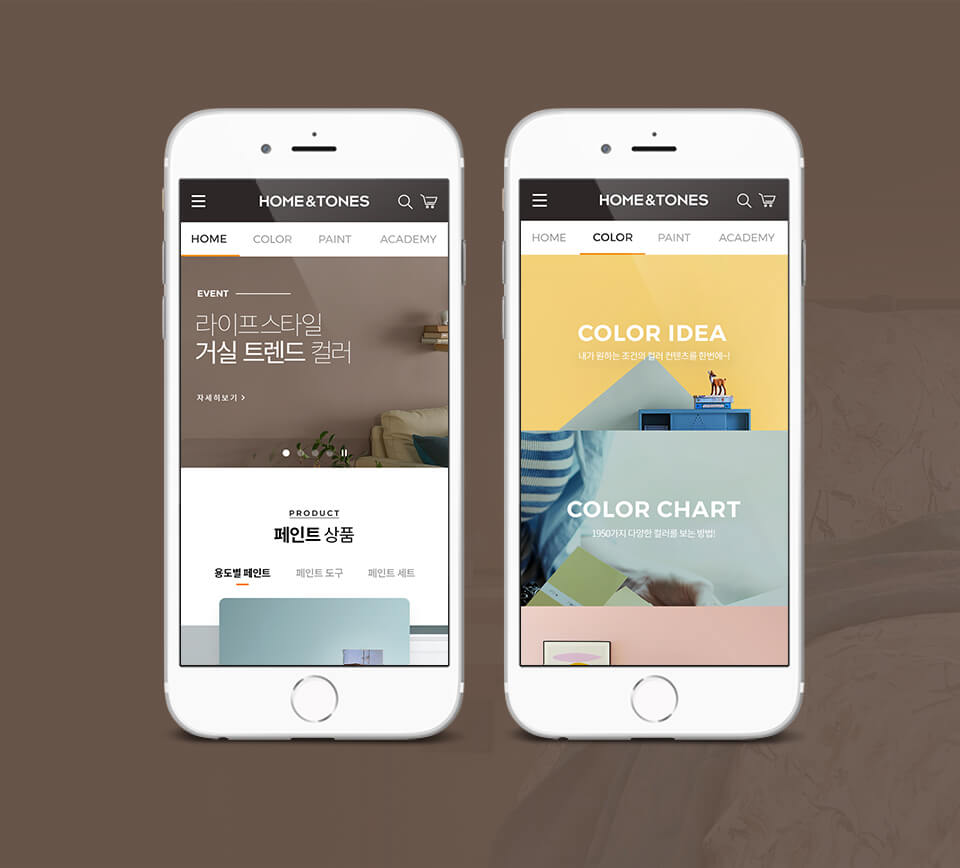 HOME&TONES
HOME COLOR PAINT ACADEMY
EVENT
라이프스타일
거실 트렌드 컬러
자세히보기 >
PRODUCT
페인트 상품
용도별 페인트 페인트 도구 페인트 세트
HOME&TONES
HOME COLOR PAINT ACADEMY
COLOR IDEA
내가 원하는 조건의 컬러 컨텐츠를 한번에~!
COLOR CHART
1950가지 다양한 컬러를 보는 방법!